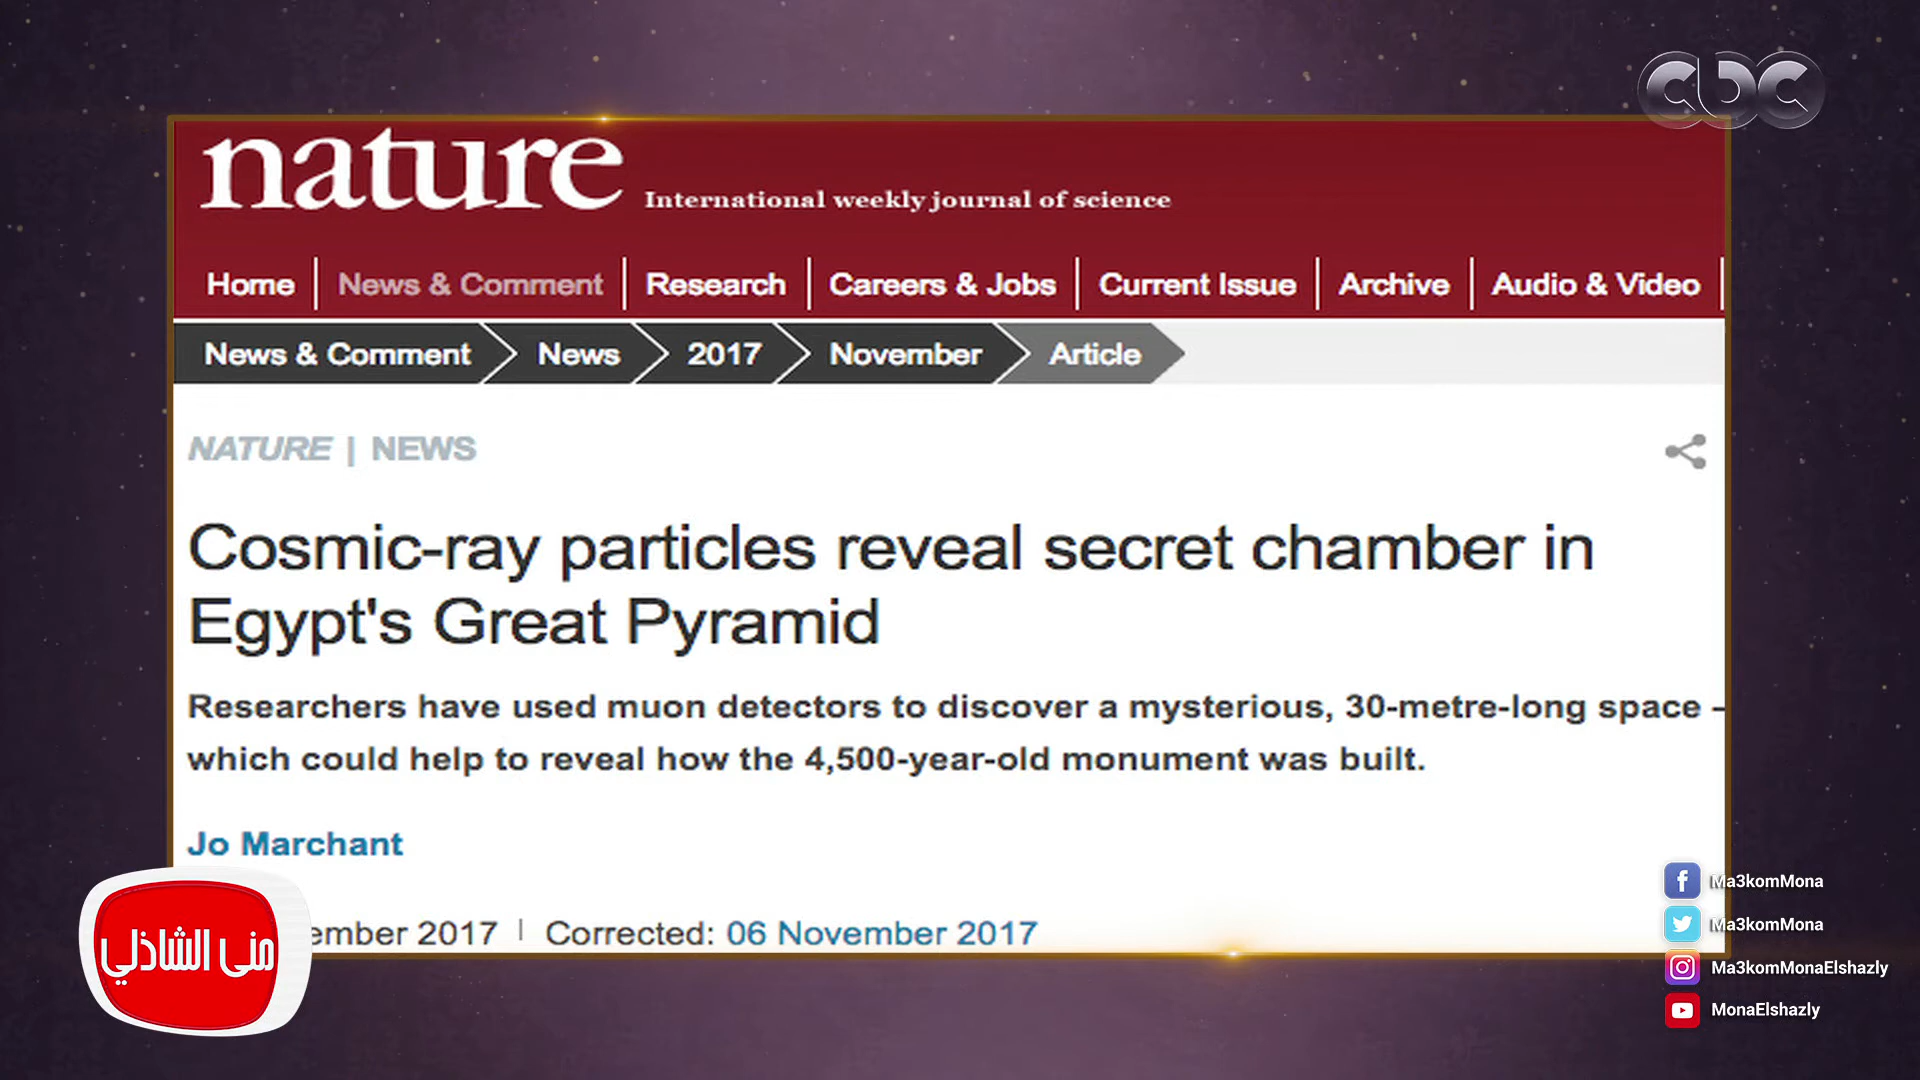 cbc
nature International weekly journal of science
Home News & Comment Research Careers & Jobs Current Issue Archive Audio & Video
News & Comment News 2017 November Article
NATURE | NEWS
Cosmic-ray particles reveal secret chamber in
Egypt's Great Pyramid
Researchers have used muon detectors to discover a mysterious, 30-metre-long space –
which could help to reveal how the 4,500-year-old monument was built.
Jo Marchant
ember 2017 | Corrected: 06 November 2017
منى الشاذلي
Ma3komMona
Ma3komMona
Ma3komMonaElshazly
MonaElshazly